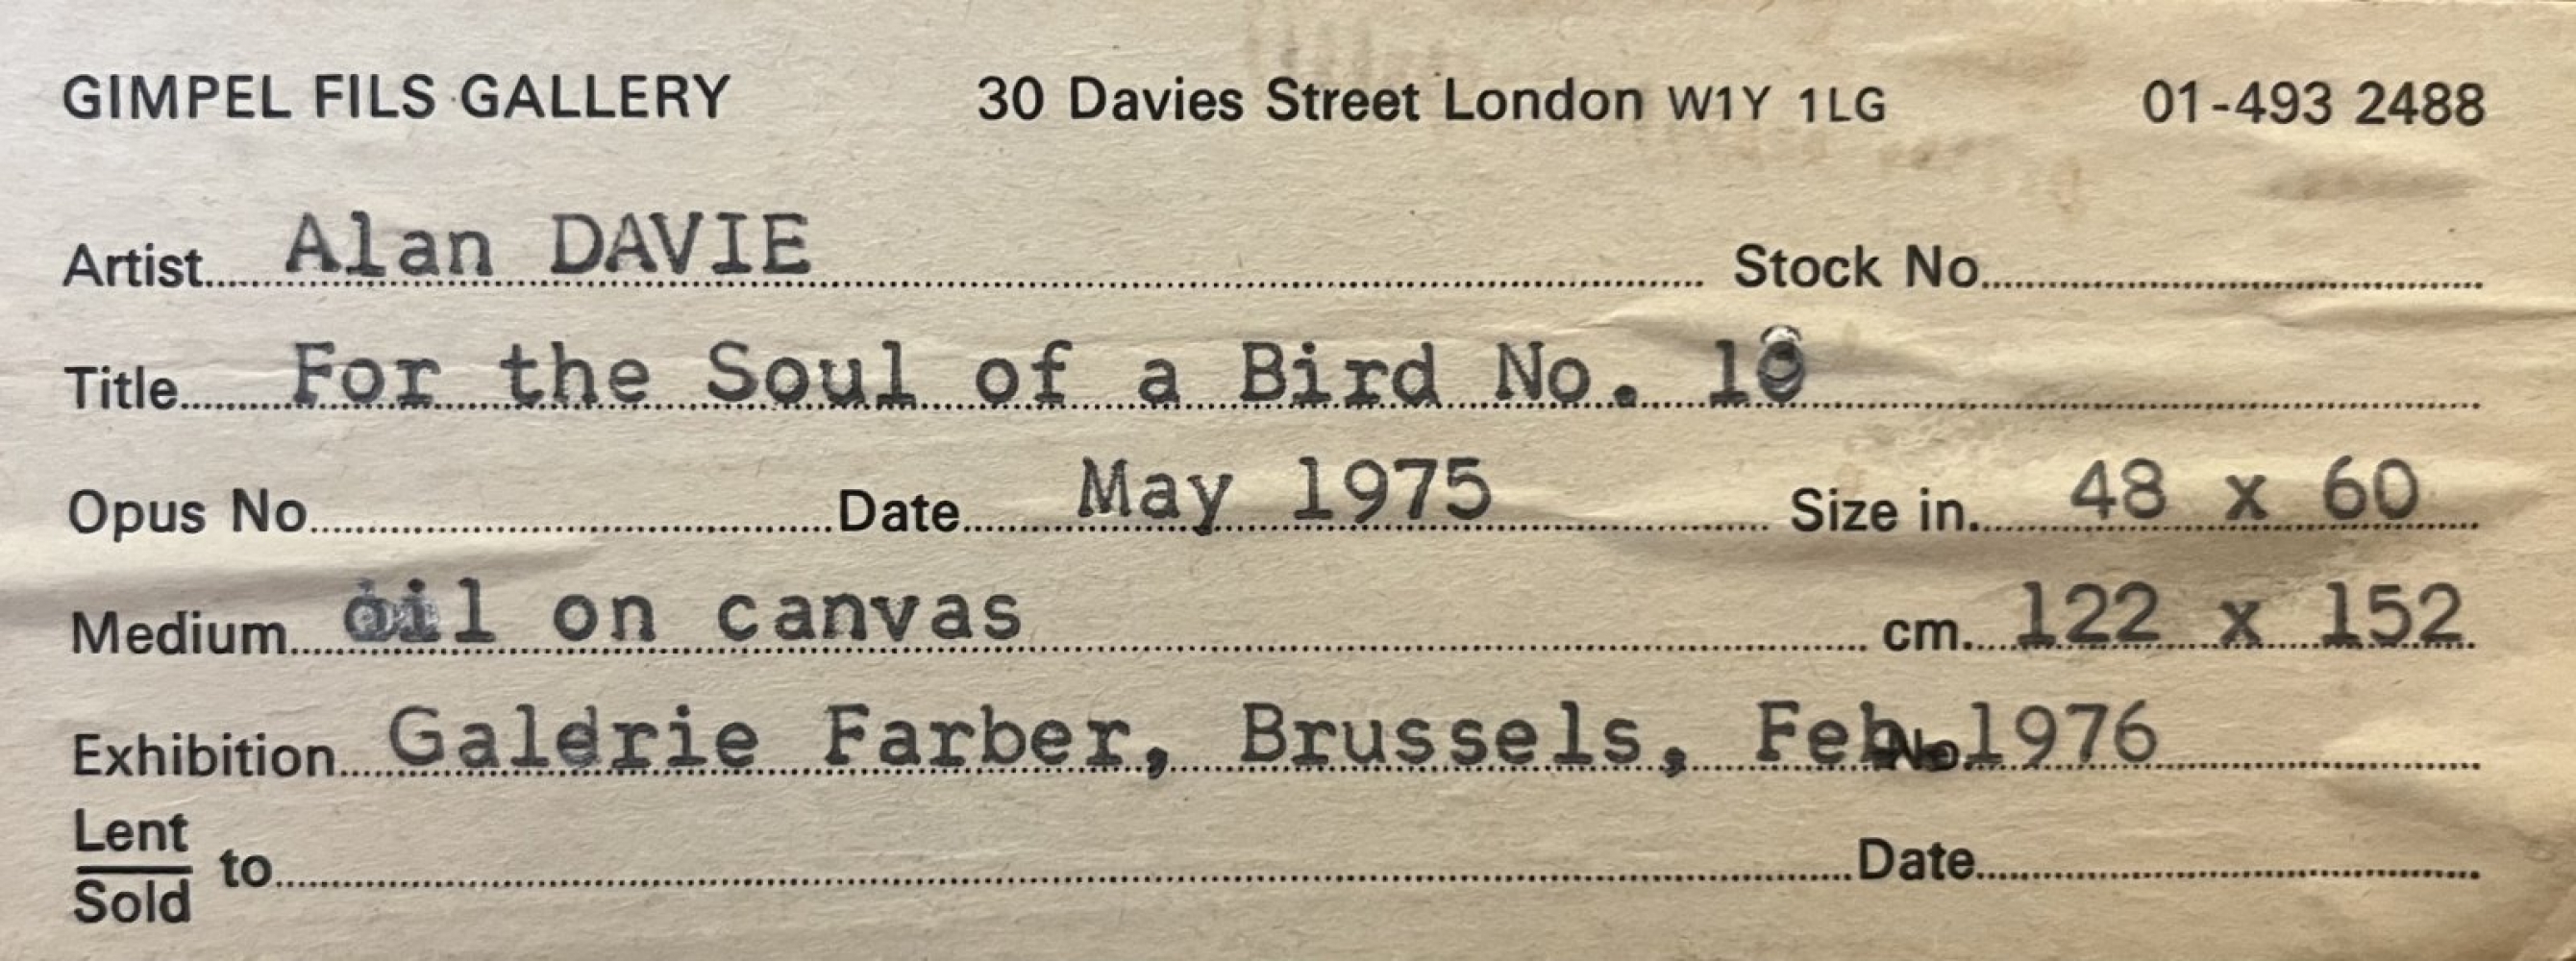 GIMPEL FILS GALLERY 30 Davies Street London W1Y 1LG 01-493 2488
Artist Alan DAVIE Stock No.
Title For the Soul of a Bird No.
Opus No. Date May 1975 Size in. 48 x 60
Medium oil on canvas cm. 122 x 152
Exhibition Galerie Farber, Brussels, Feb. No. 1976
Lent
Sold to Date